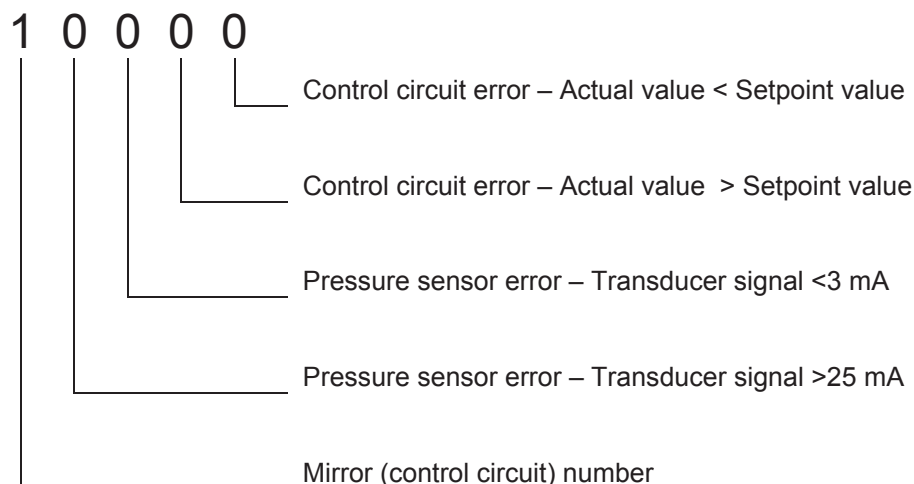 1 0 0 0 0
Control circuit error – Actual value < Setpoint value
Control circuit error – Actual value > Setpoint value
Pressure sensor error – Transducer signal <3 mA
Pressure sensor error – Transducer signal >25 mA
Mirror (control circuit) number